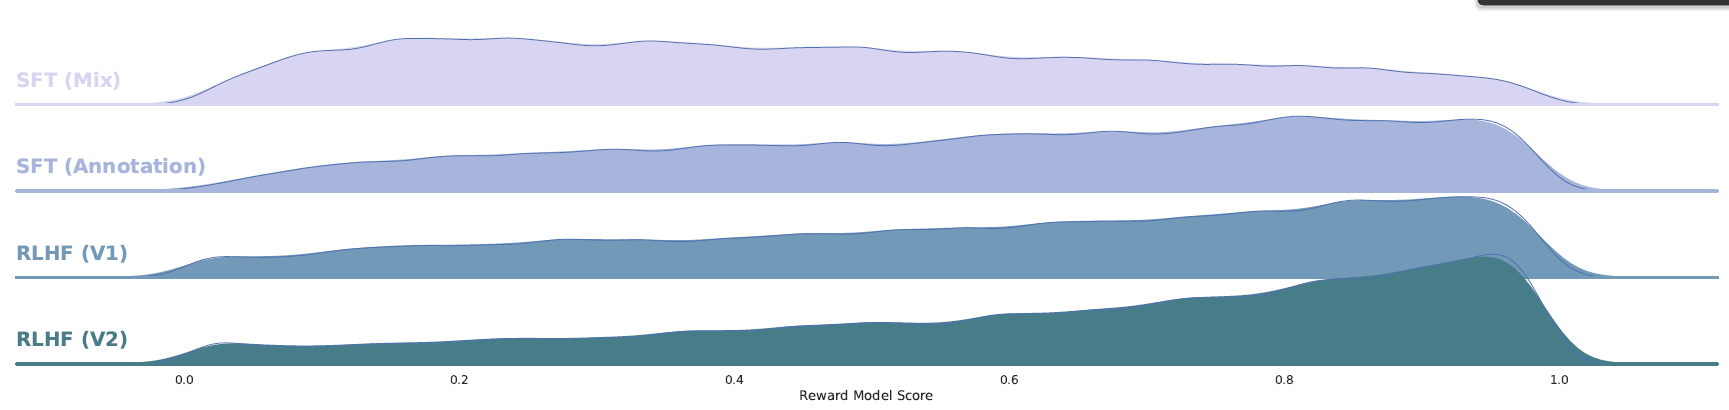 SFT (Mix)
SFT (Annotation)
RLHF (V1)
RLHF (V2)
0.0 0.2 0.4 0.6 0.8 1.0
Reward Model Score